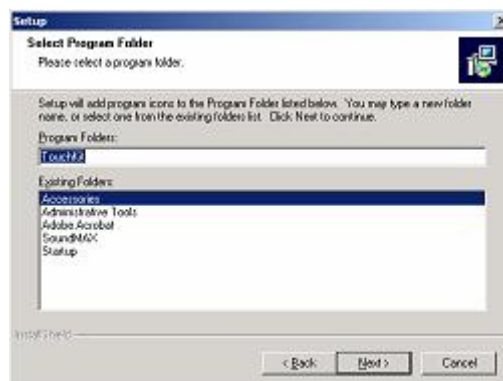 Setup
Select Program Folder
Please select a program folder.
Setup will add program icons to the Program Folder listed below. You may type a new folder
name, or select one from the existing folders list. Click Next to continue.
Program Folders:
TouchKit
Existing Folders:
Accessories
Administrative Tools
Adobe Acrobat
SoundMAX
Startup
InstallShield
< Back
Next >
Cancel